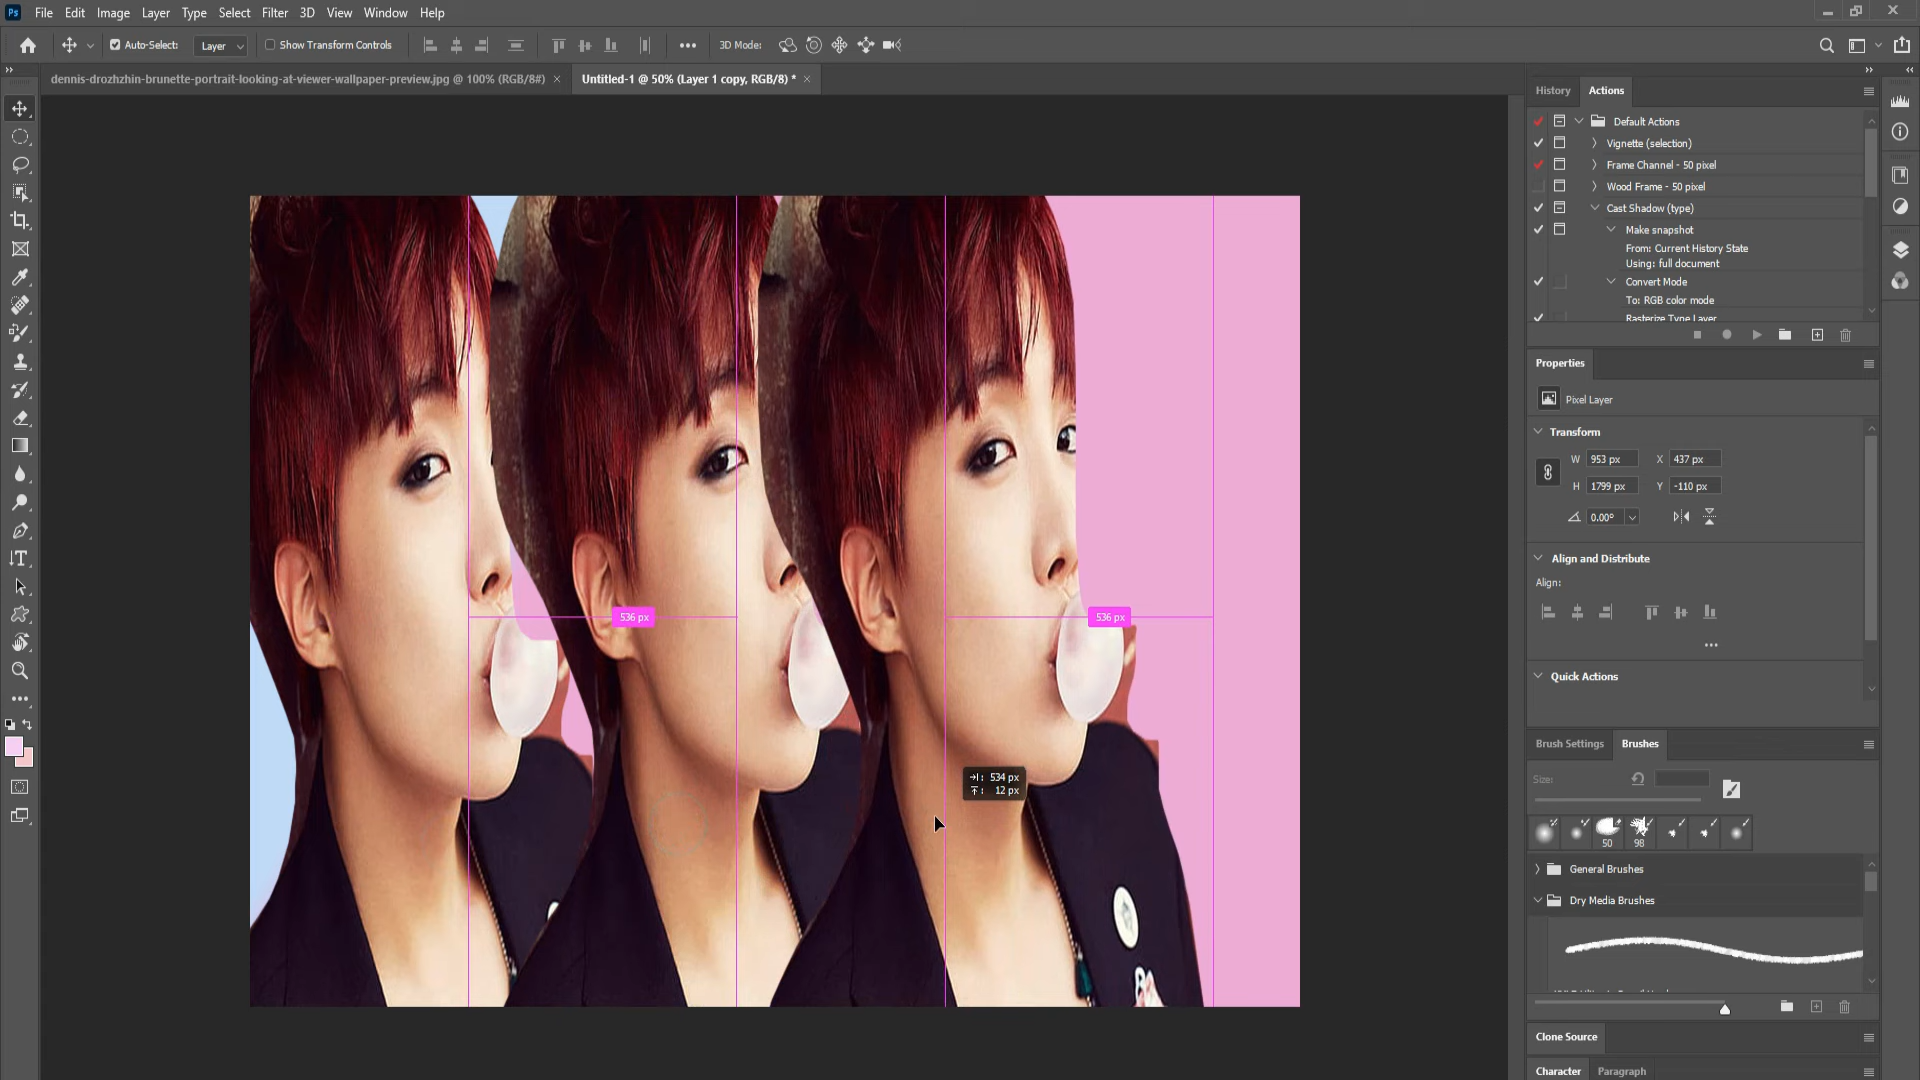 Ps File Edit Image Layer Type Select Filter 3D View Window Help
Auto-Select: Layer Show Transform Controls 3D Mode:
dennis-drozhzhin-brunette-portrait-looking-at-viewer-wallpaper-preview.jpg @ 100% (RGB/8#) × Untitled-1 @ 50% (Layer 1 copy, RGB/8) * ×
History Actions
Default Actions
Vignette (selection)
Frame Channel - 50 pixel
Wood Frame - 50 pixel
Cast Shadow (type)
Make snapshot
From: Current History State
Using: full document
Convert Mode
To: RGB color mode
Rasterize Type Layer
Properties
Pixel Layer
Transform
W 953 px X 437 px
H 1799 px Y -110 px
0.00°
Align and Distribute
Align:
Quick Actions
536 px 536 px
534 px
12 px
Brush Settings Brushes
Size:
50 98
General Brushes
Dry Media Brushes
Clone Source
Character Paragraph